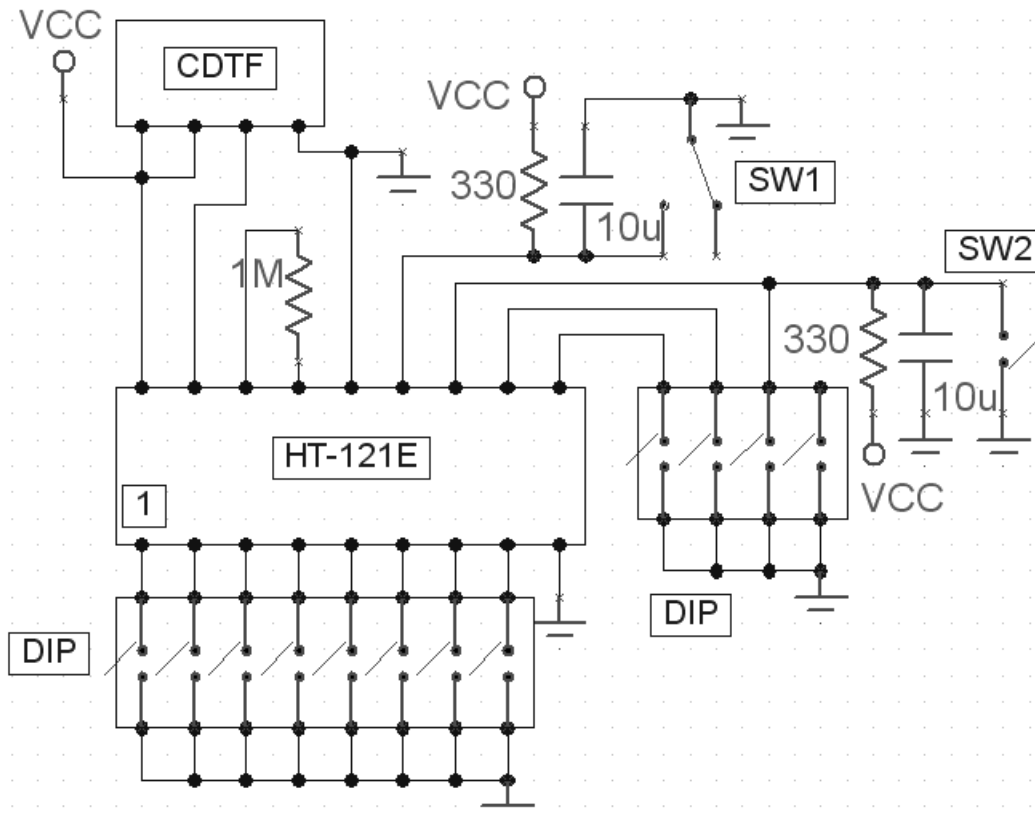 VCC
CDTF
VCC
330
10u
SW1
SW2
1M
330
10u
HT-121E
VCC
1
DIP
DIP